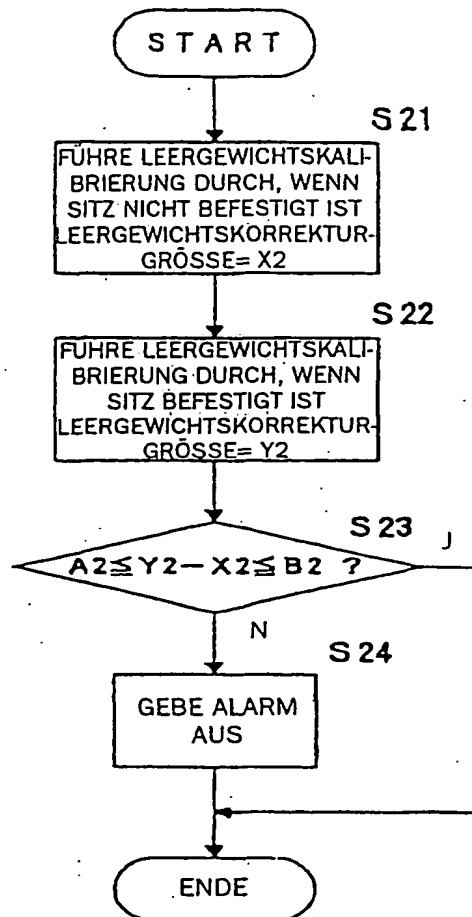 START
S21
FÜHRE LEERGEWICHTSKALI-
BRIERUNG DURCH, WENN
SITZ NICHT BEFESTIGT IST
LEERGEWICHTSKORREKTUR-
GRÖSSE= X2
S22
FÜHRE LEERGEWICHTSKALI-
BRIERUNG DURCH, WENN
SITZ BEFESTIGT IST
LEERGEWICHTSKORREKTUR-
GRÖSSE= Y2
S23
J
A2≦Y2−X2≦B2 ?
N
S24
GEBE ALARM
AUS
ENDE